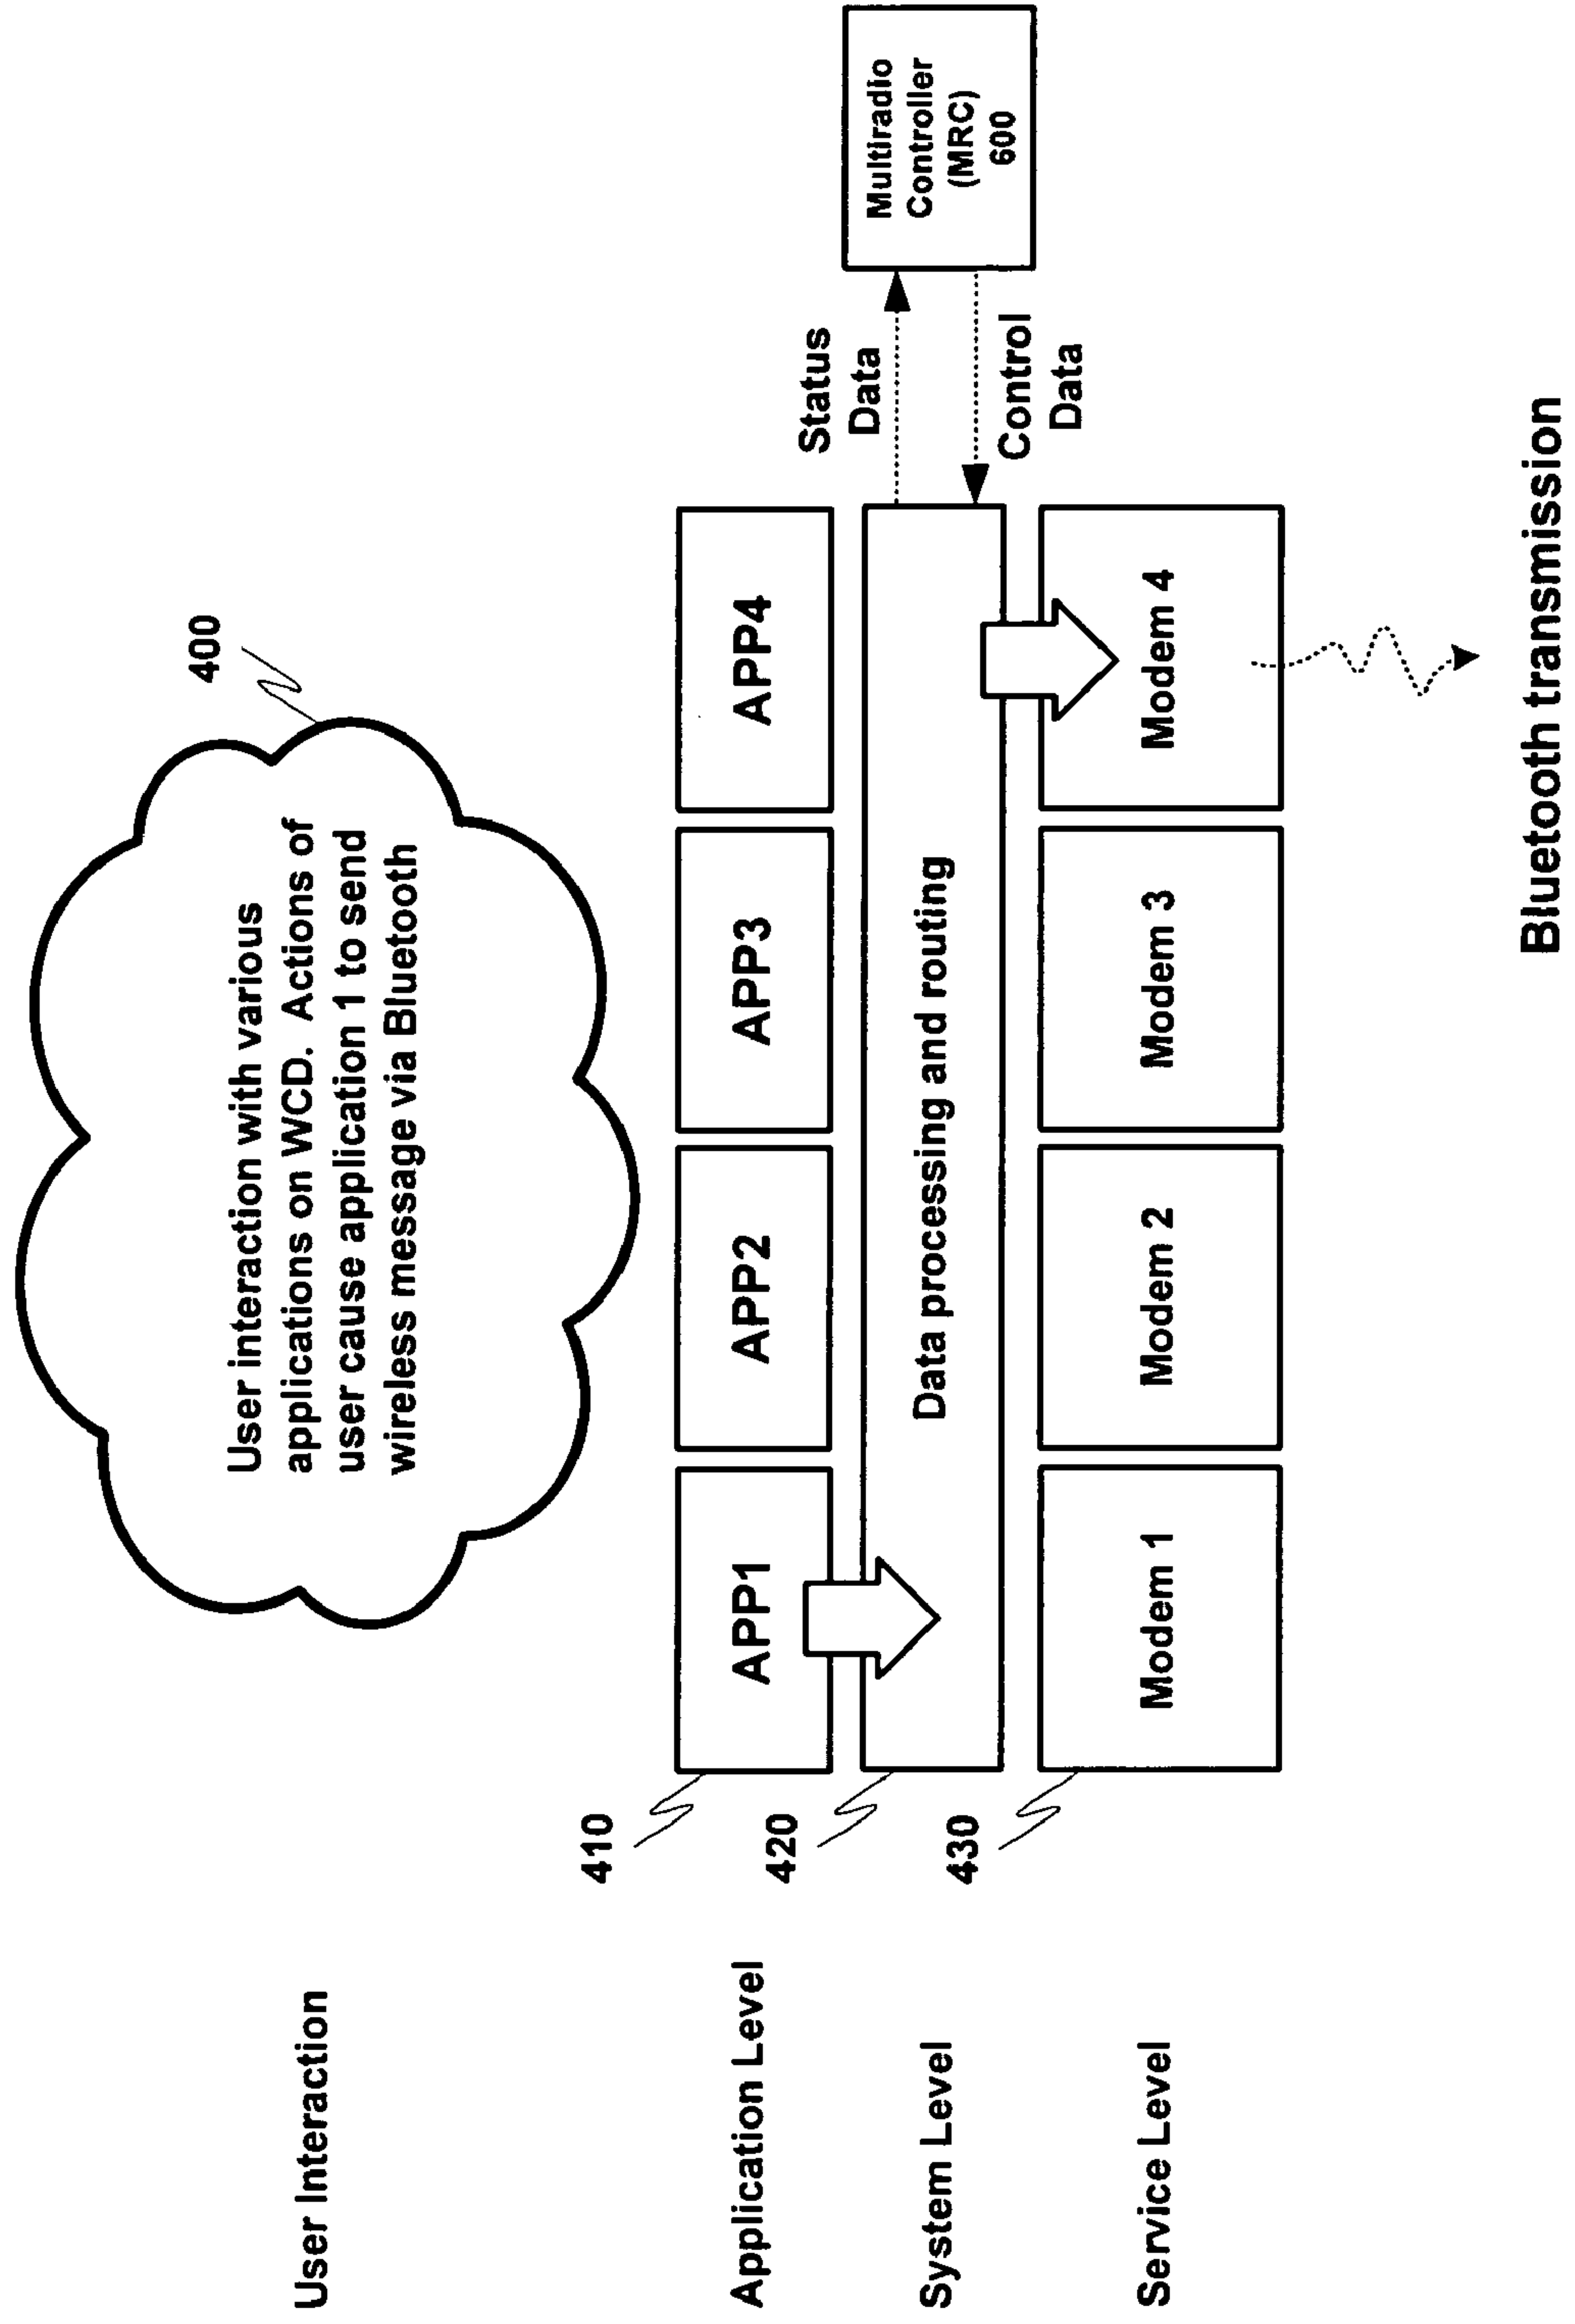 User Interaction
400
User interaction with various
applications on WCD. Actions of
user cause application 1 to send
wireless message via Bluetooth
410
Application Level
APP1
APP2
APP3
APP4
420
System Level
Data processing and routing
Status
Data
Control
Data
Multiradio
Controller
(MRC)
600
430
Service Level
Modem 1
Modem 2
Modem 3
Modem 4
Bluetooth transmission